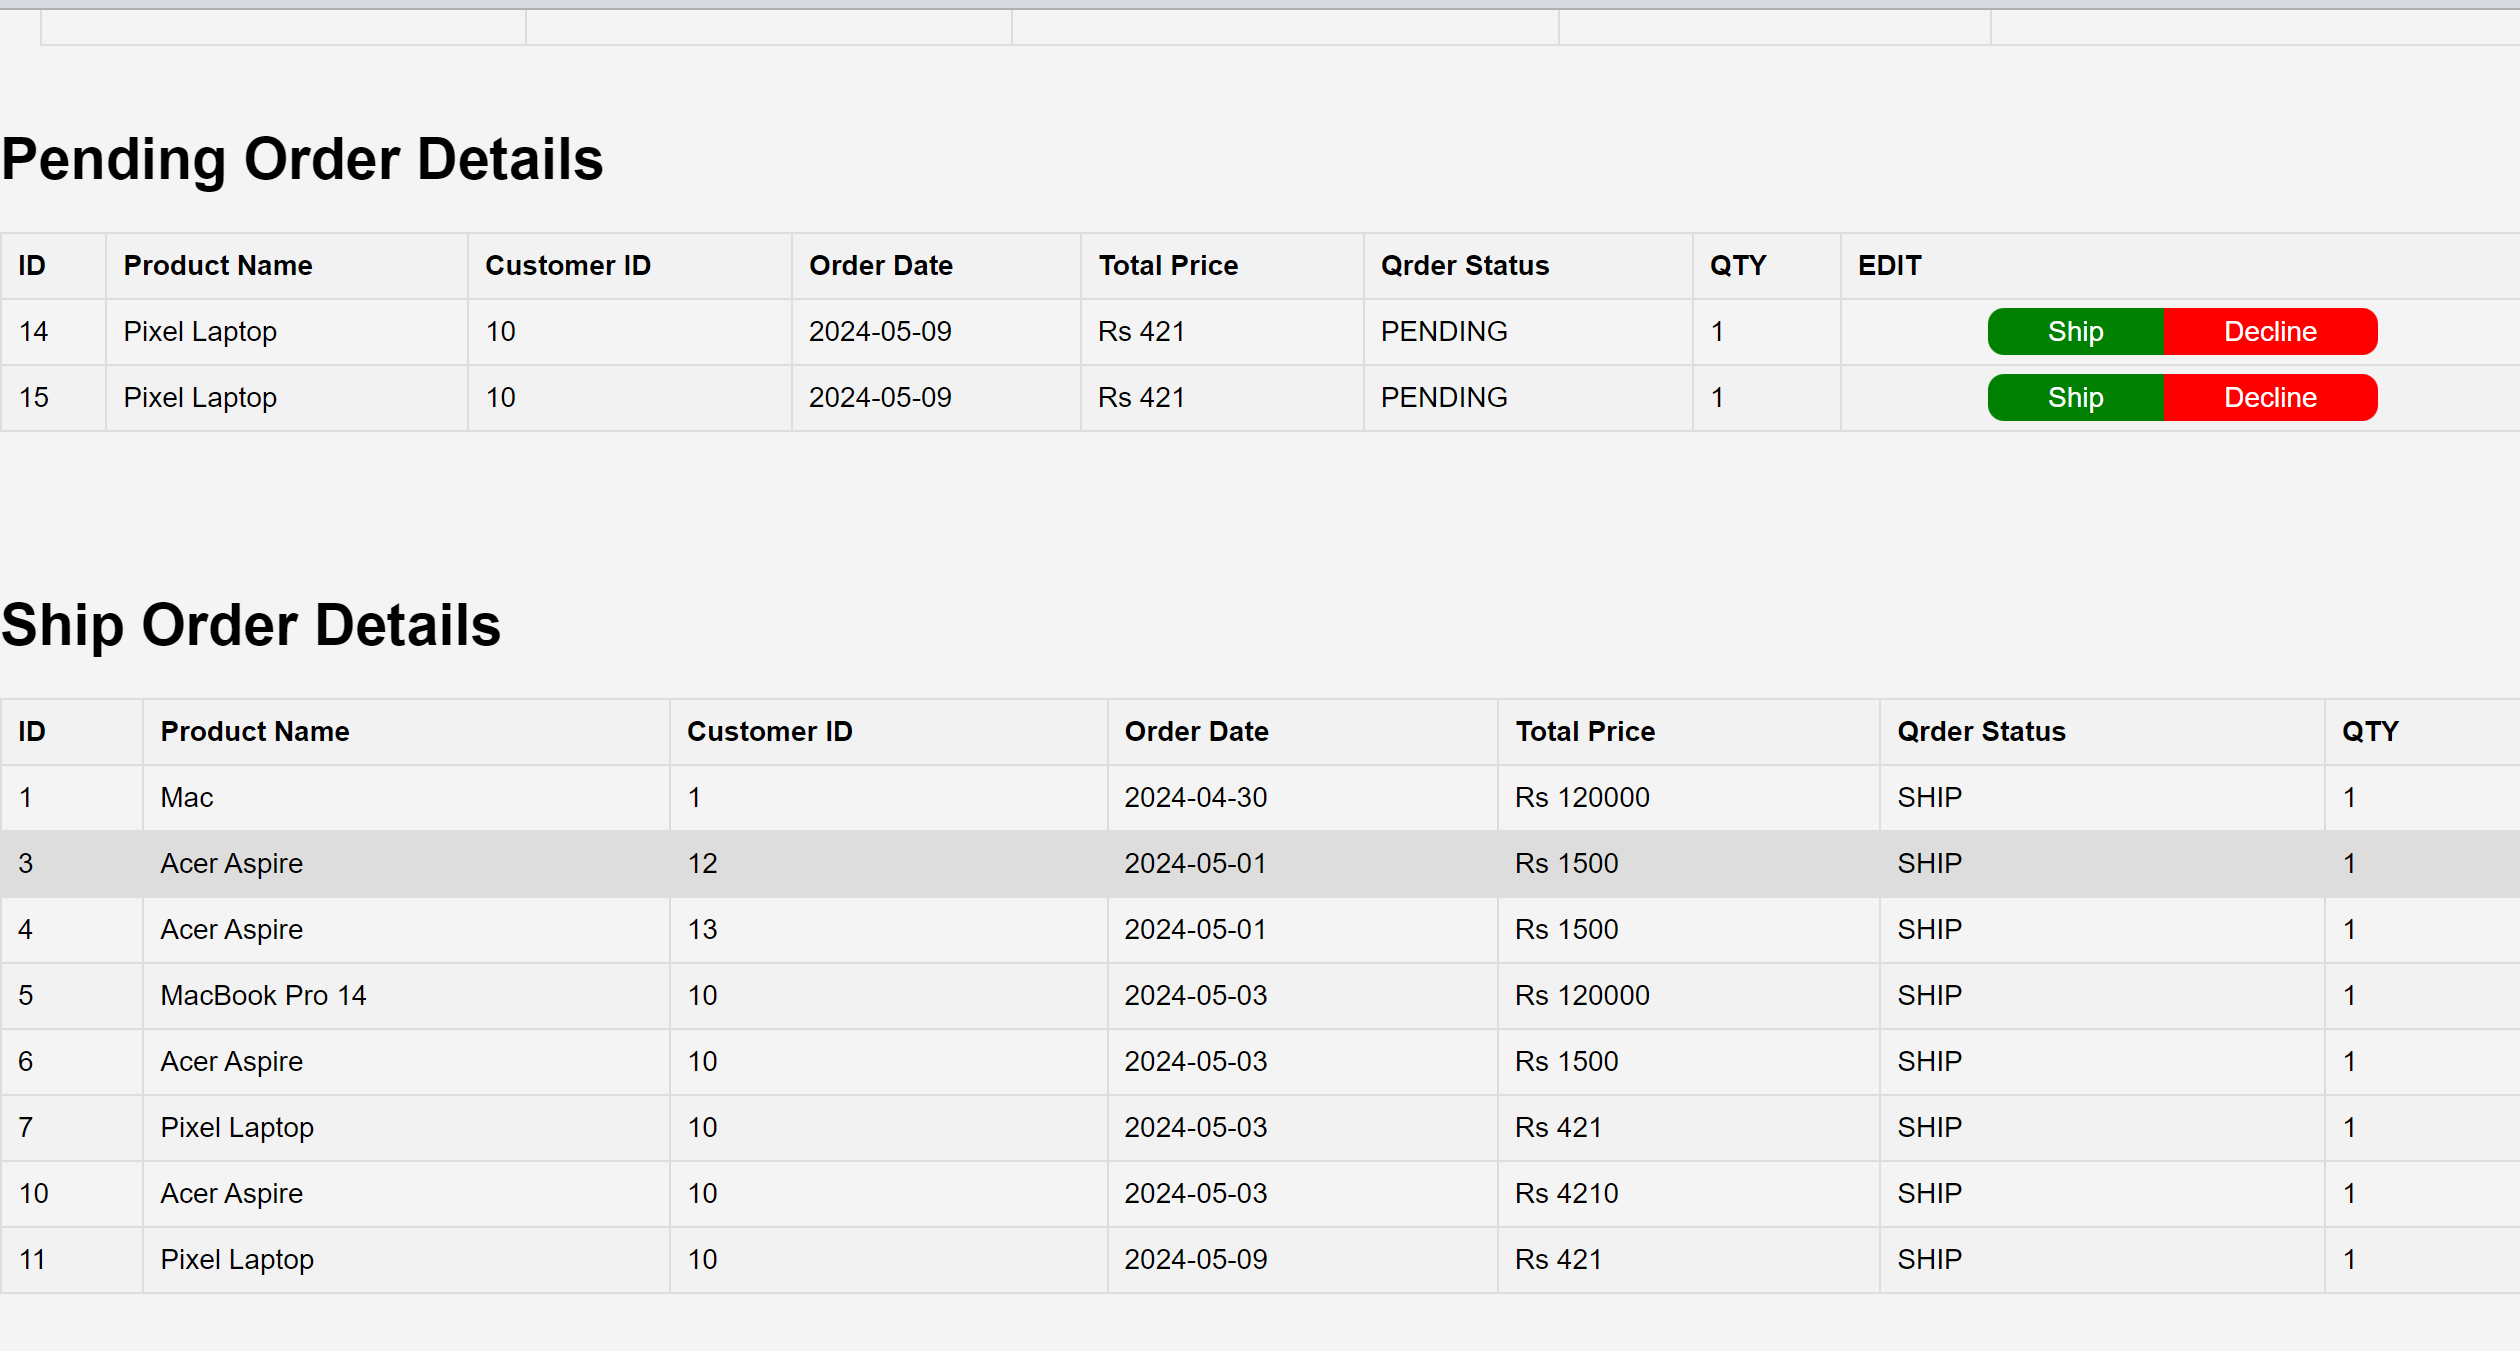 Pending Order Details
ID Product Name Customer ID Order Date Total Price Qrder Status QTY EDIT
14 Pixel Laptop 10 2024-05-09 Rs 421 PENDING 1 Ship Decline
15 Pixel Laptop 10 2024-05-09 Rs 421 PENDING 1 Ship Decline
Ship Order Details
ID Product Name Customer ID Order Date Total Price Qrder Status QTY
1 Mac 1 2024-04-30 Rs 120000 SHIP 1
3 Acer Aspire 12 2024-05-01 Rs 1500 SHIP 1
4 Acer Aspire 13 2024-05-01 Rs 1500 SHIP 1
5 MacBook Pro 14 10 2024-05-03 Rs 120000 SHIP 1
6 Acer Aspire 10 2024-05-03 Rs 1500 SHIP 1
7 Pixel Laptop 10 2024-05-03 Rs 421 SHIP 1
10 Acer Aspire 10 2024-05-03 Rs 4210 SHIP 1
11 Pixel Laptop 10 2024-05-09 Rs 421 SHIP 1